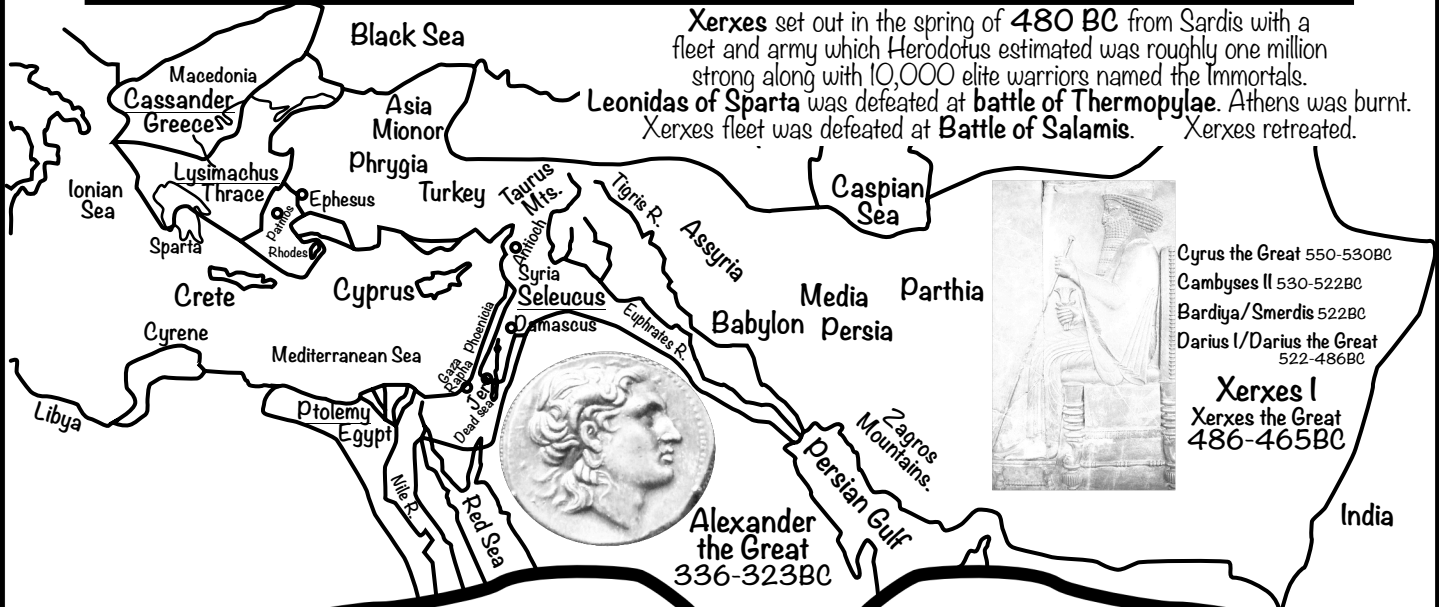 Xerxes set out in the spring of 480 BC from Sardis with a
fleet and army which Herodotus estimated was roughly one million
strong along with 10,000 elite warriors named the Immortals.
Leonidas of Sparta was defeated at battle of Thermopylae. Athens was burnt.
Xerxes fleet was defeated at Battle of Salamis. Xerxes retreated.
Black Sea
Macedonia
Cassander
Greece
Asia
Mionor
Phrygia
Turkey
Lysimachus
Thrace
Ionian
Sea
Ephesus
Patmos
Sparta
Rhodes
Taurus
Mts.
Tigris R.
Caspian
Sea
Antioch
Assyria
Crete
Cyprus
Syria
Seleucus
Damascus
Phoenicia
Euphrates R.
Babylon
Media
Persia
Parthia
Cyrus the Great 550-530BC
Cambyses II 530-522BC
Bardiya/Smerdis 522BC
Darius I/Darius the Great
522-486BC
Xerxes I
Xerxes the Great
486-465BC
Cyrene
Mediterranean Sea
Gaza
Rapha
Jer
Dead Sea
Libya
Ptolemy
Egypt
Nile R.
Red Sea
Zagros
Mountains.
Persian Gulf
Alexander
the Great
336-323BC
India